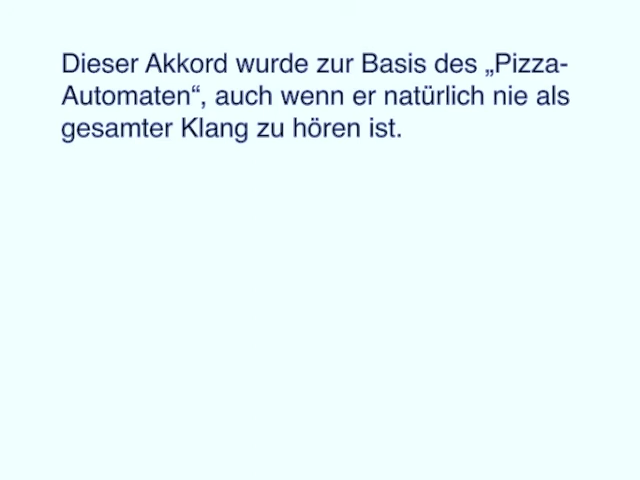 Dieser Akkord wurde zur Basis des „Pizza-
Automaten“, auch wenn er natürlich nie als
gesamter Klang zu hören ist.